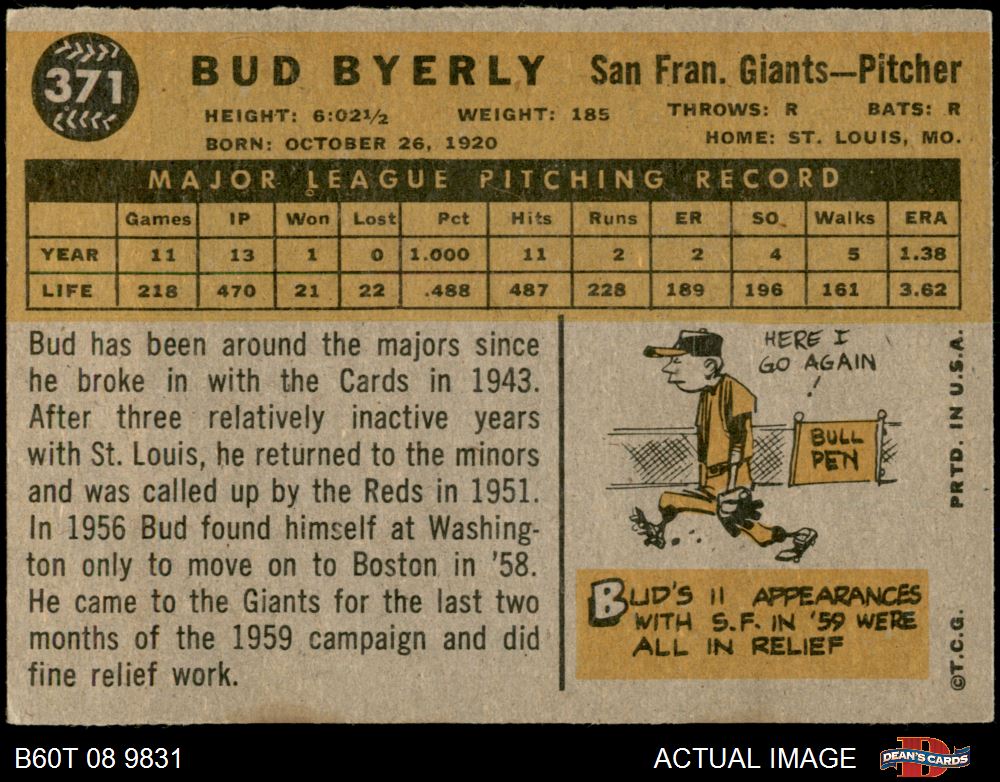 371
BUD BYERLY San Fran. Giants—Pitcher
HEIGHT: 6:02½ WEIGHT: 185 THROWS: R BATS: R
BORN: OCTOBER 26, 1920 HOME: ST. LOUIS, MO.
MAJOR LEAGUE PITCHING RECORD
Games IP Won Lost Pct Hits Runs ER SO Walks ERA
YEAR 11 13 1 0 1.000 11 2 2 4 5 1.38
LIFE 218 470 21 22 .488 487 228 189 196 161 3.62
Bud has been around the majors since
he broke in with the Cards in 1943.
After three relatively inactive years
with St. Louis, he returned to the minors
and was called up by the Reds in 1951.
In 1956 Bud found himself at Washing-
ton only to move on to Boston in '58.
He came to the Giants for the last two
months of the 1959 campaign and did
fine relief work.
HERE I
GO AGAIN
!
BULL
PEN
BUD'S 11 APPEARANCES
WITH S.F. IN '59 WERE
ALL IN RELIEF
©T.C.G. PRTD. IN U.S.A.
B60T 08 9831 ACTUAL IMAGE
D
DEAN'S CARDS